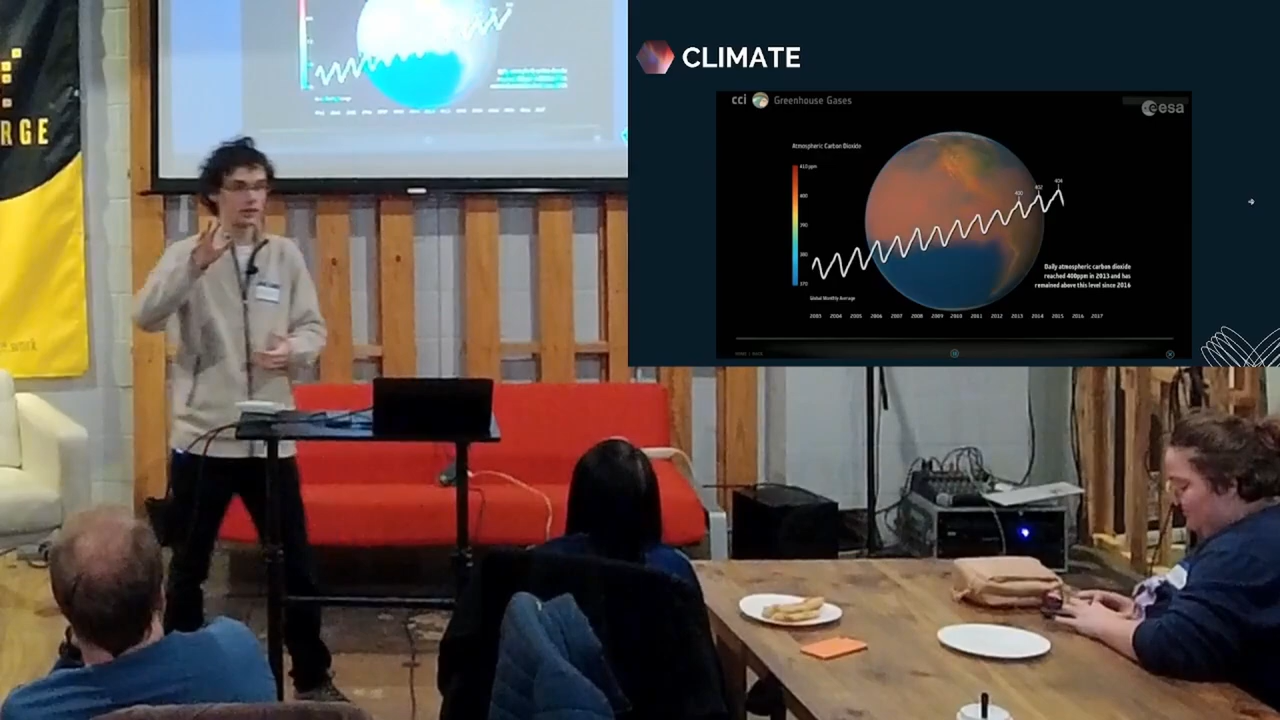 RGE
CLIMATE
cci Greenhouse Gases
esa
Atmospheric Carbon Dioxide
410ppm
400
390
380
370
400
402
404
Daily atmospheric carbon dioxide
reached 400ppm in 2013 and has
remained above this level since 2016
Global Monthly Average
2003 2004 2005 2006 2007 2008 2009 2010 2011 2012 2013 2014 2015 2016 2017